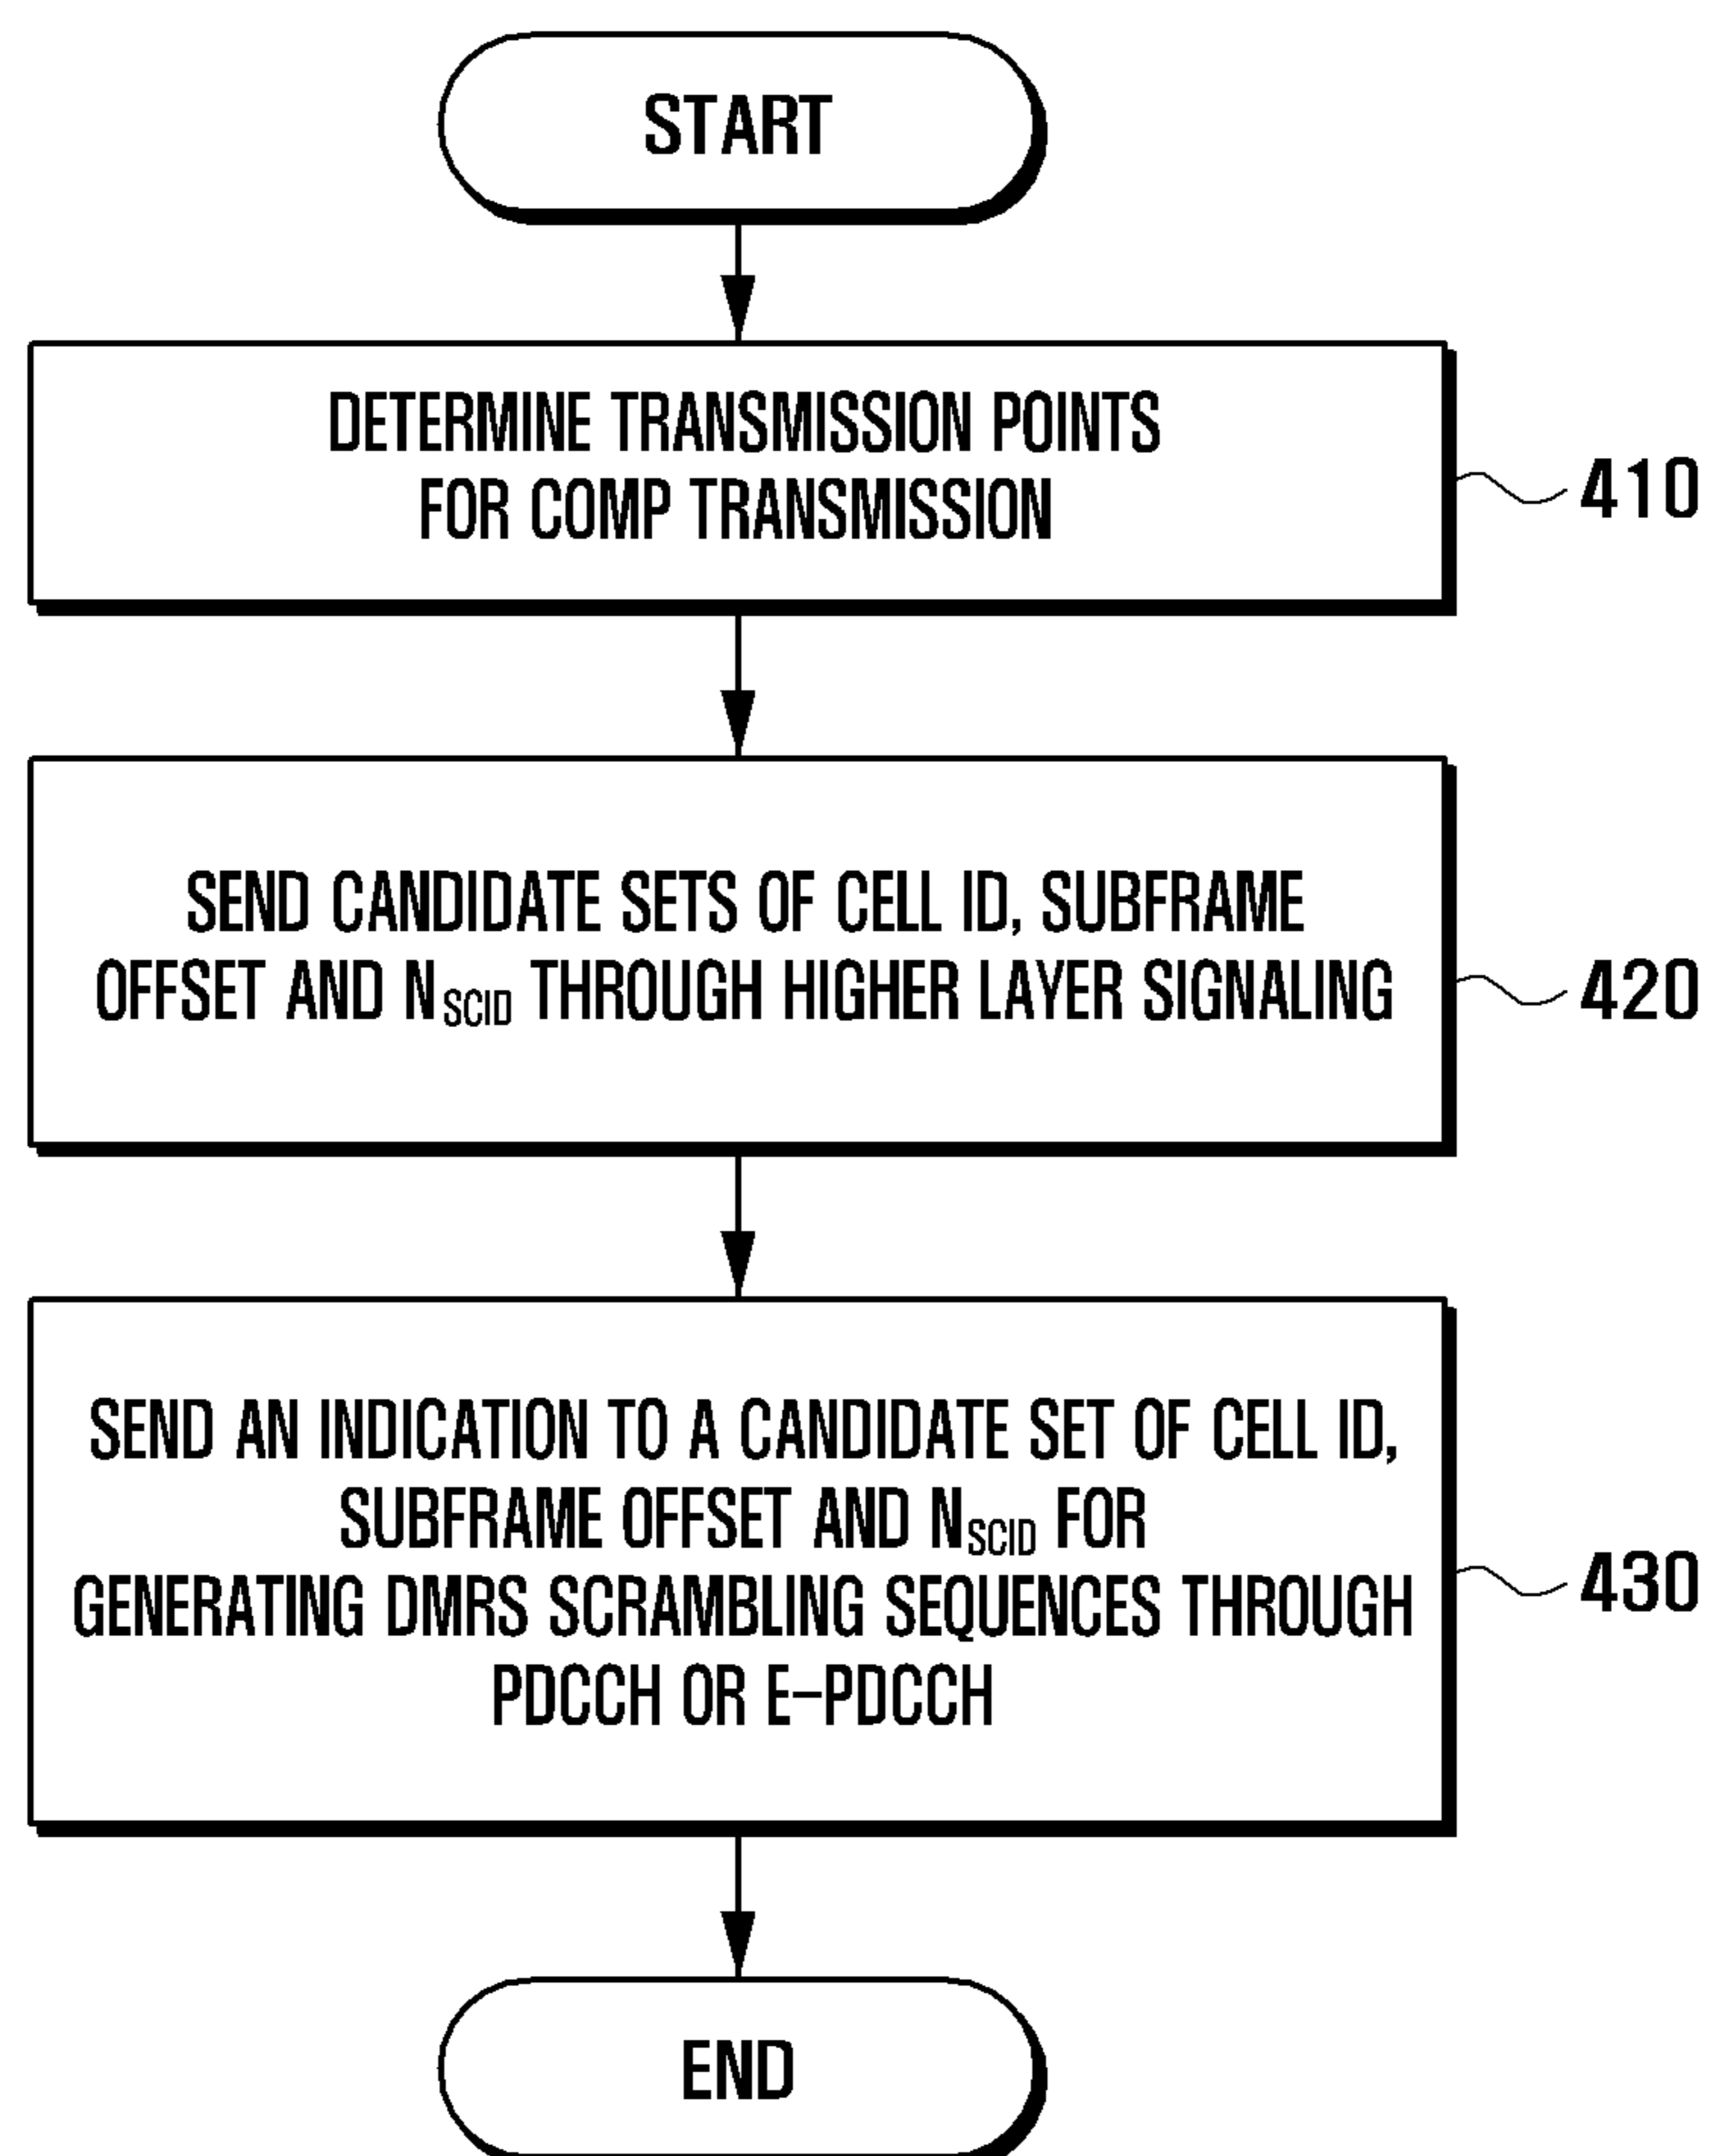 START
DETERMINE TRANSMISSION POINTS
FOR COMP TRANSMISSION
410
SEND CANDIDATE SETS OF CELL ID, SUBFRAME
OFFSET AND NSCID THROUGH HIGHER LAYER SIGNALING
420
SEND AN INDICATION TO A CANDIDATE SET OF CELL ID,
SUBFRAME OFFSET AND NSCID FOR
GENERATING DMRS SCRAMBLING SEQUENCES THROUGH
PDCCH OR E-PDCCH
430
END